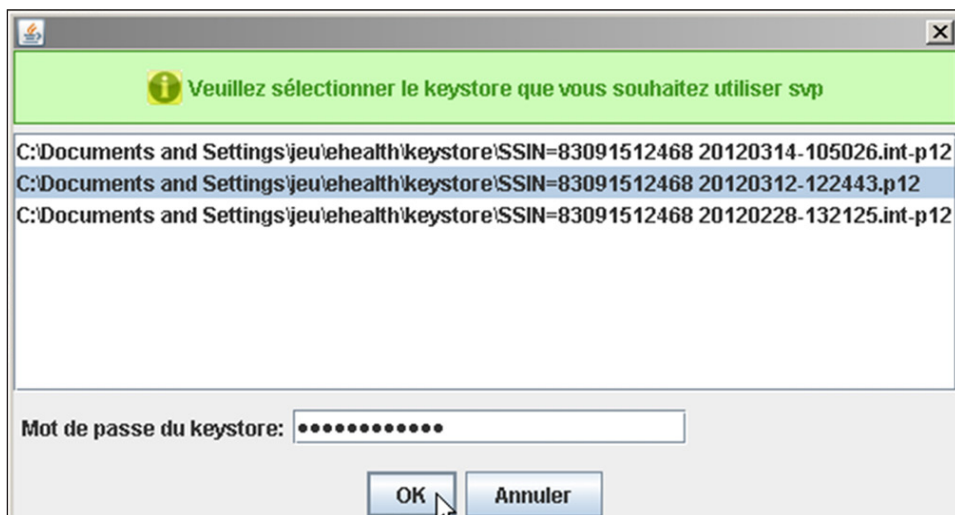 Veuillez sélectionner le keystore que vous souhaitez utiliser svp
C:\Documents and Settings\jeu\ehealth\keystore\SSIN=83091512468 20120314-105026.int-p12
C:\Documents and Settings\jeu\ehealth\keystore\SSIN=83091512468 20120312-122443.p12
C:\Documents and Settings\jeu\ehealth\keystore\SSIN=83091512468 20120228-132125.int-p12
Mot de passe du keystore: ●●●●●●●●●●●●
OK Annuler